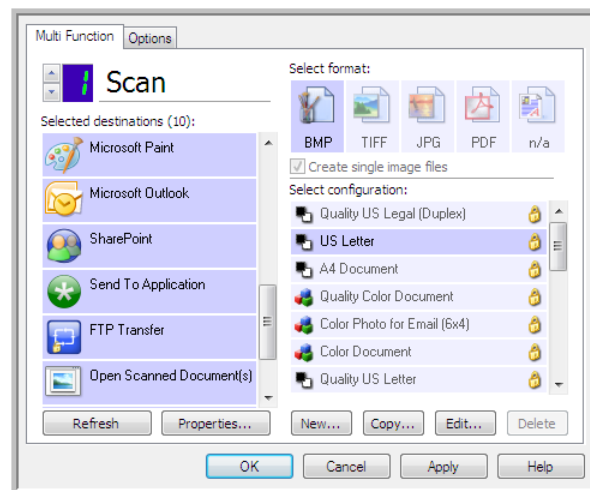 Multi Function
Options
1
Scan
Selected destinations (10):
Microsoft Paint
Microsoft Outlook
SharePoint
Send To Application
FTP Transfer
Open Scanned Document(s)
Refresh
Properties...
Select format:
BMP
TIFF
JPG
PDF
n/a
Create single image files
Select configuration:
Quality US Legal (Duplex)
US Letter
A4 Document
Quality Color Document
Color Photo for Email (6x4)
Color Document
Quality US Letter
New...
Copy...
Edit...
Delete
OK
Cancel
Apply
Help